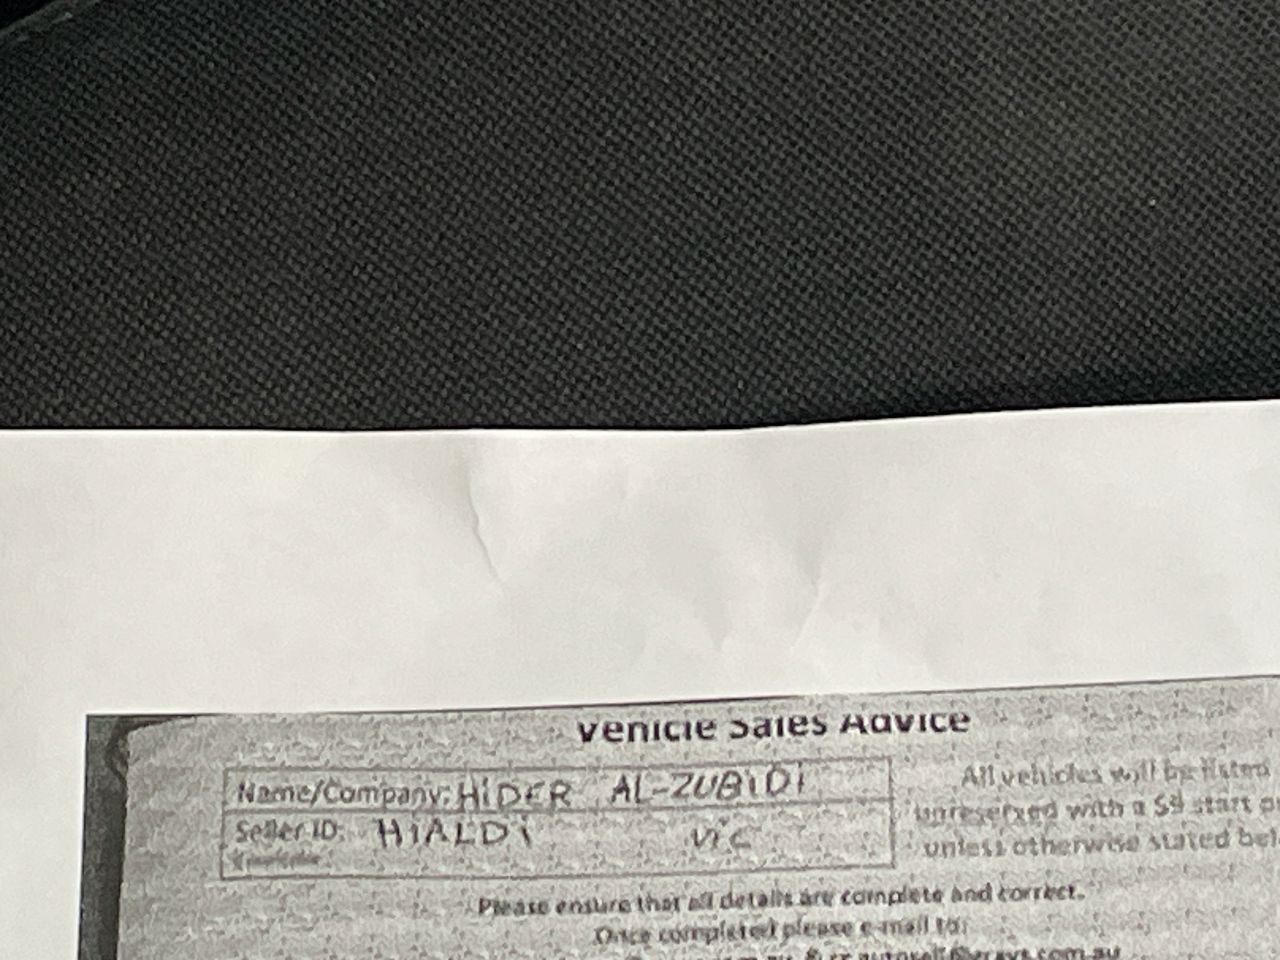 Vehicle Sales Advice
Name/Company: HiDER AL-ZUBiDi
Seller ID: HiALDi vic
All vehicles will be listed
unreserved with a $9 start
unless otherwise stated
Please ensure that all details are complete and correct.
Once completed please e-mail to: